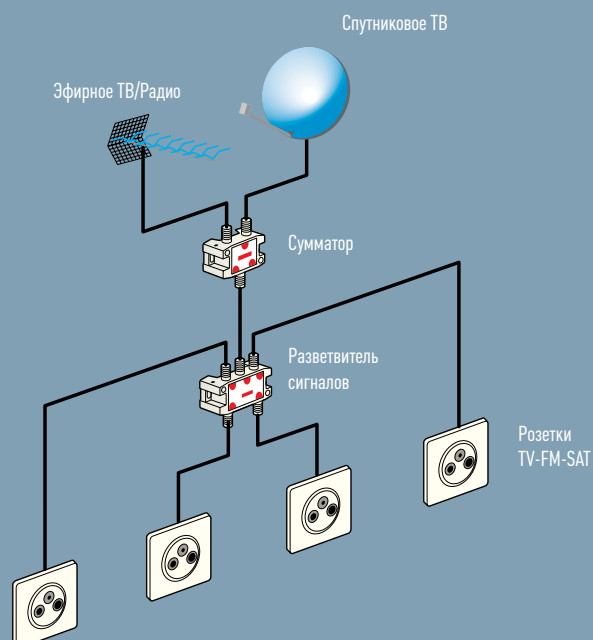 Спутниковое ТВ
Эфирное ТВ/Радио
Сумматор
Разветвитель
сигналов
Розетки
TV-FM-SAT